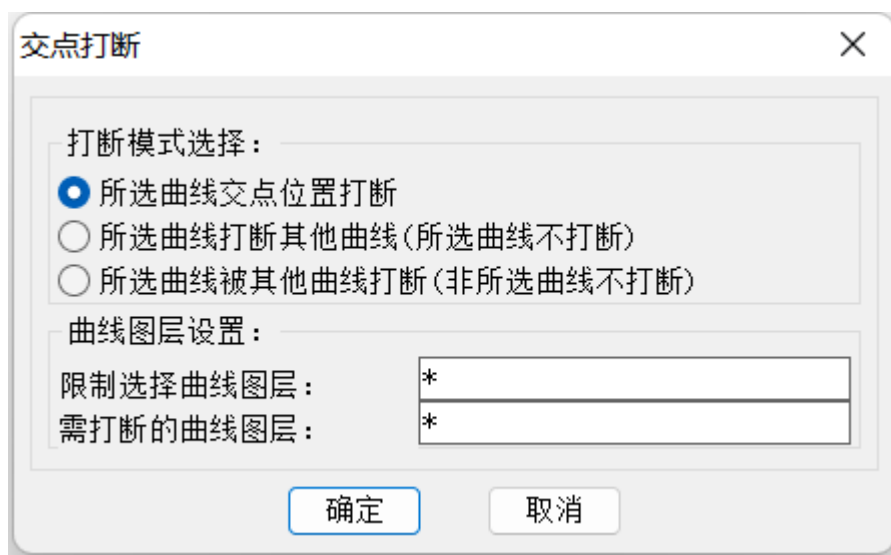 交点打断
打断模式选择：
所选曲线交点位置打断
所选曲线打断其他曲线(所选曲线不打断)
所选曲线被其他曲线打断(非所选曲线不打断)
曲线图层设置：
限制选择曲线图层： *
需打断的曲线图层： *
确定 取消